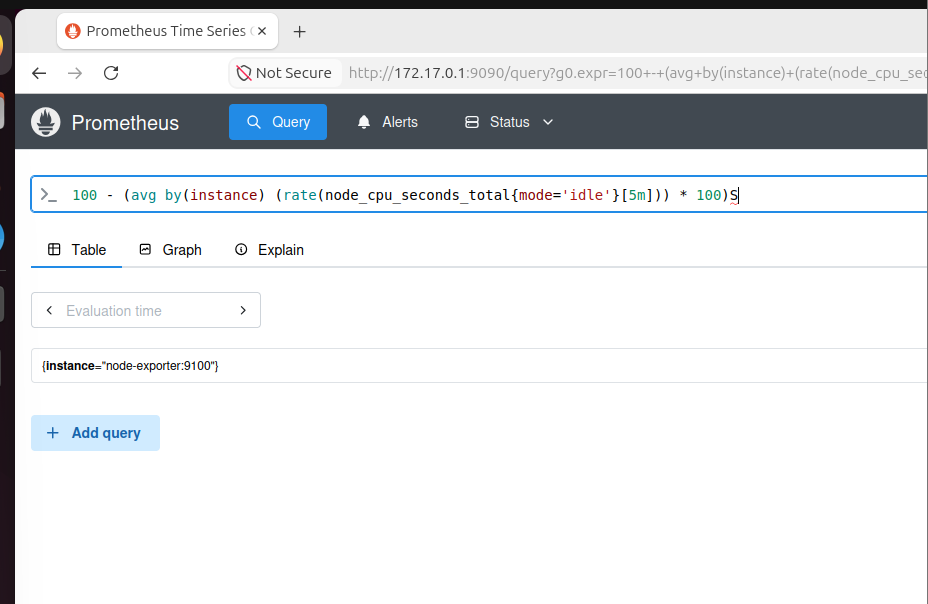 Prometheus Time Series
Not Secure http://172.17.0.1:9090/query?g0.expr=100+-+(avg+by(instance)+(rate(node_cpu_sec
Prometheus Query Alerts Status
>_ 100 - (avg by(instance) (rate(node_cpu_seconds_total{mode='idle'}[5m])) * 100)S
Table Graph Explain
Evaluation time
{instance="node-exporter:9100"}
+ Add query